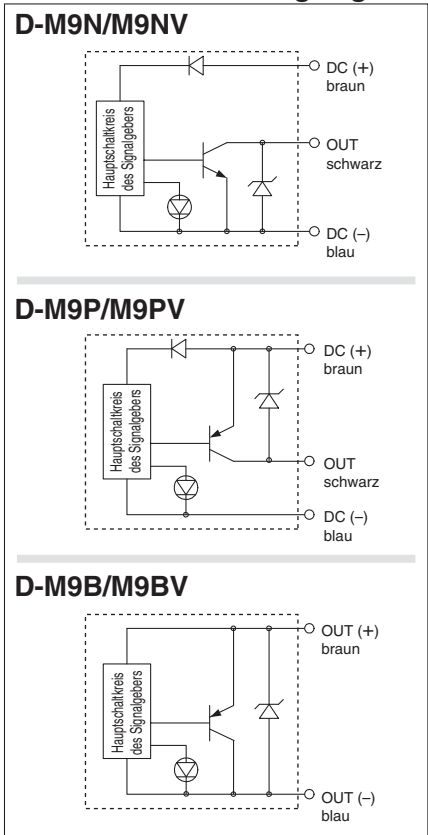 D-M9N/M9NV
DC (+)
braun
Hauptschaltkreis
des Signalgebers
OUT
schwarz
DC (–)
blau
D-M9P/M9PV
DC (+)
braun
Hauptschaltkreis
des Signalgebers
OUT
schwarz
DC (–)
blau
D-M9B/M9BV
OUT (+)
braun
Hauptschaltkreis
des Signalgebers
OUT (–)
blau